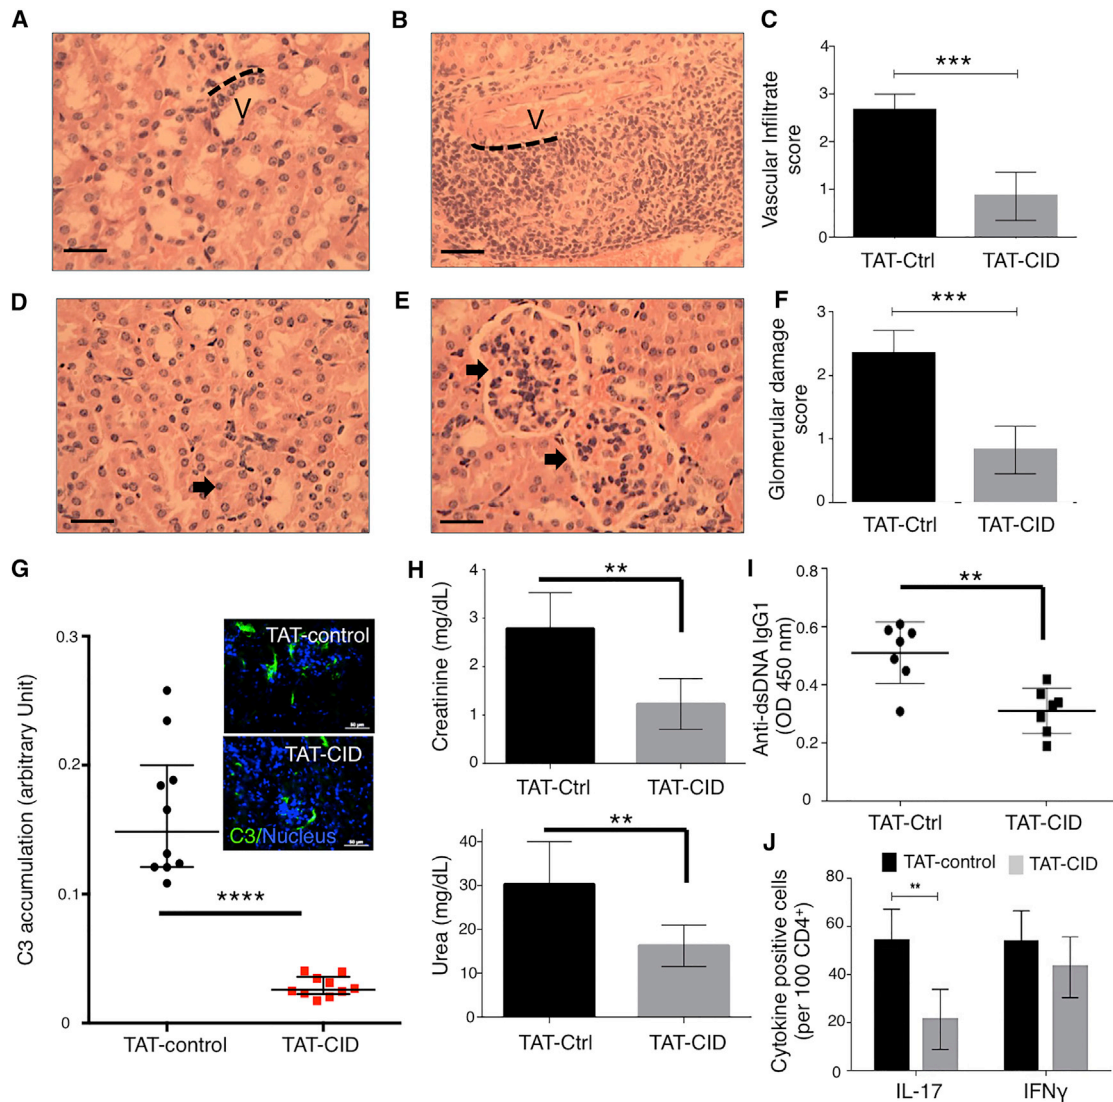 A
V
B
V
C
Vascular Infiltrate
score
4
3
2
1
0
***
TAT-Ctrl TAT-CID
D
E
F
Glomerular damage
score
3
2
1
0
***
TAT-Ctrl TAT-CID
G
C3 accumulation (arbitrary Unit)
0.3
0.2
0.1
0
****
TAT-control
50 µm
TAT-CID
C3/Nucleus
50 µm
TAT-control TAT-CID
H
Creatinine (mg/dL)
4
3
2
1
0
**
TAT-Ctrl TAT-CID
Urea (mg/dL)
40
30
20
10
0
**
TAT-Ctrl TAT-CID
I
Anti-dsDNA IgG1
(OD 450 nm)
0.8
0.6
0.4
0.2
0
**
TAT-Ctrl TAT-CID
J
TAT-control TAT-CID
Cytokine positive cells
(per 100 CD4⁺)
80
60
40
20
0
**
IL-17 IFNγ